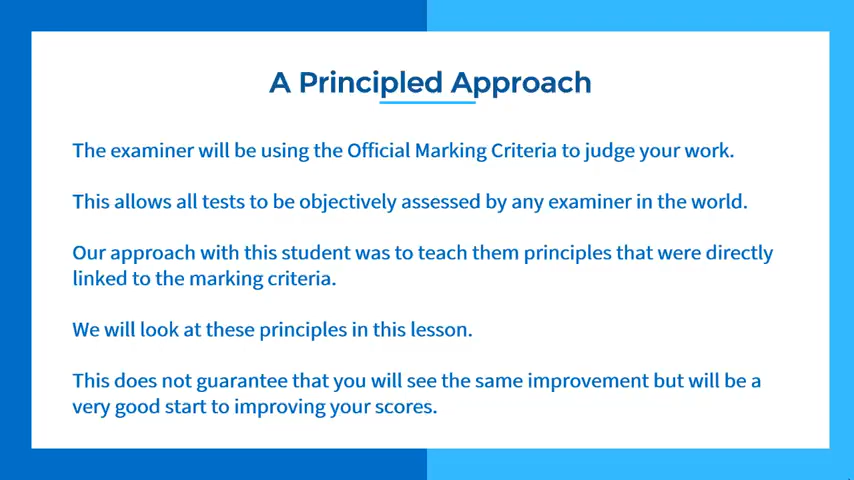 A Principled Approach
The examiner will be using the Official Marking Criteria to judge your work.
This allows all tests to be objectively assessed by any examiner in the world.
Our approach with this student was to teach them principles that were directly
linked to the marking criteria.
We will look at these principles in this lesson.
This does not guarantee that you will see the same improvement but will be a
very good start to improving your scores.